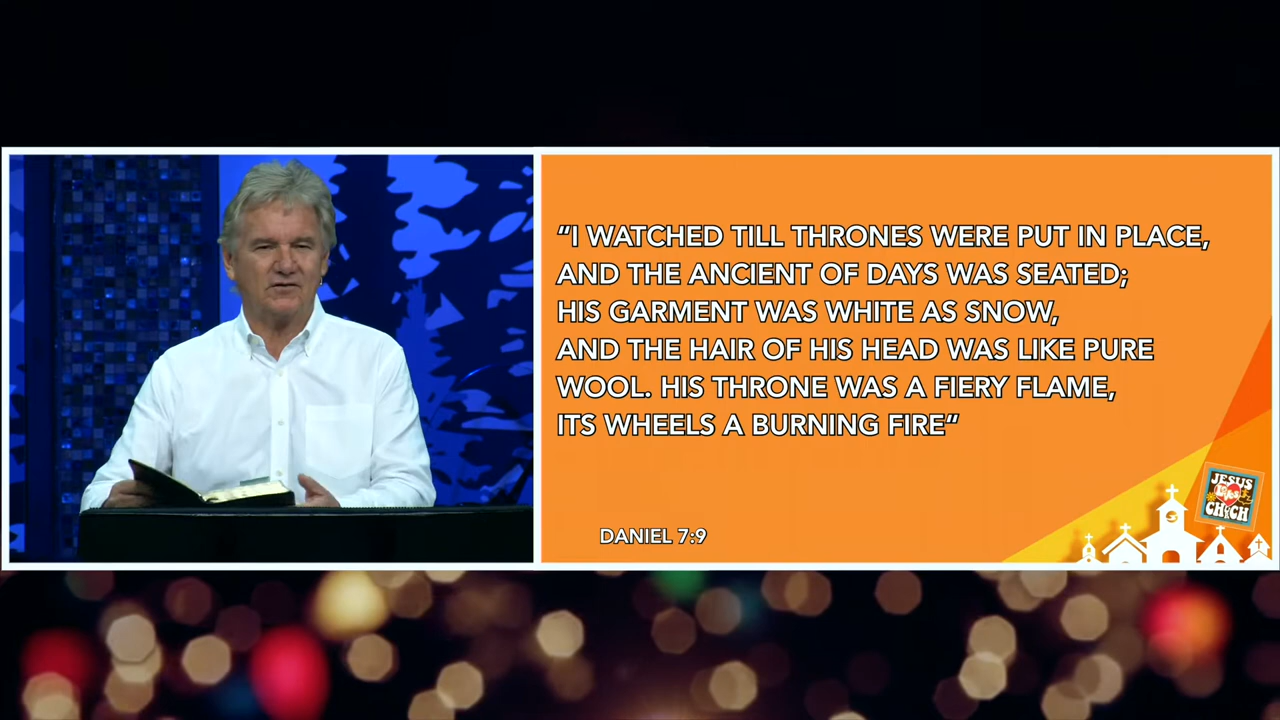 “I WATCHED TILL THRONES WERE PUT IN PLACE,
AND THE ANCIENT OF DAYS WAS SEATED;
HIS GARMENT WAS WHITE AS SNOW,
AND THE HAIR OF HIS HEAD WAS LIKE PURE
WOOL. HIS THRONE WAS A FIERY FLAME,
ITS WHEELS A BURNING FIRE”
DANIEL 7:9
JESUS